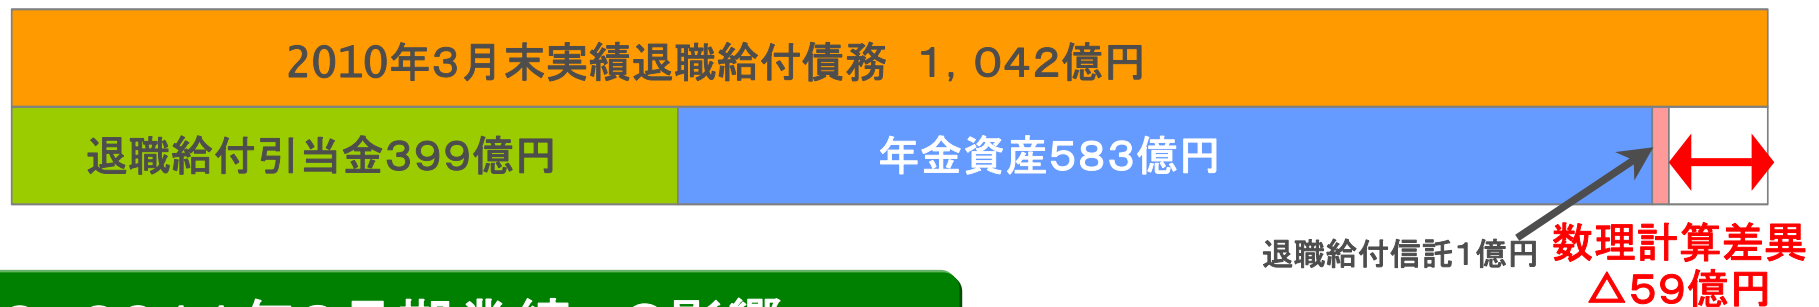 2010年3月末実績退職給付債務　1，042億円
退職給付引当金399億円
年金資産583億円
退職給付信託1億円
数理計算差異
△59億円